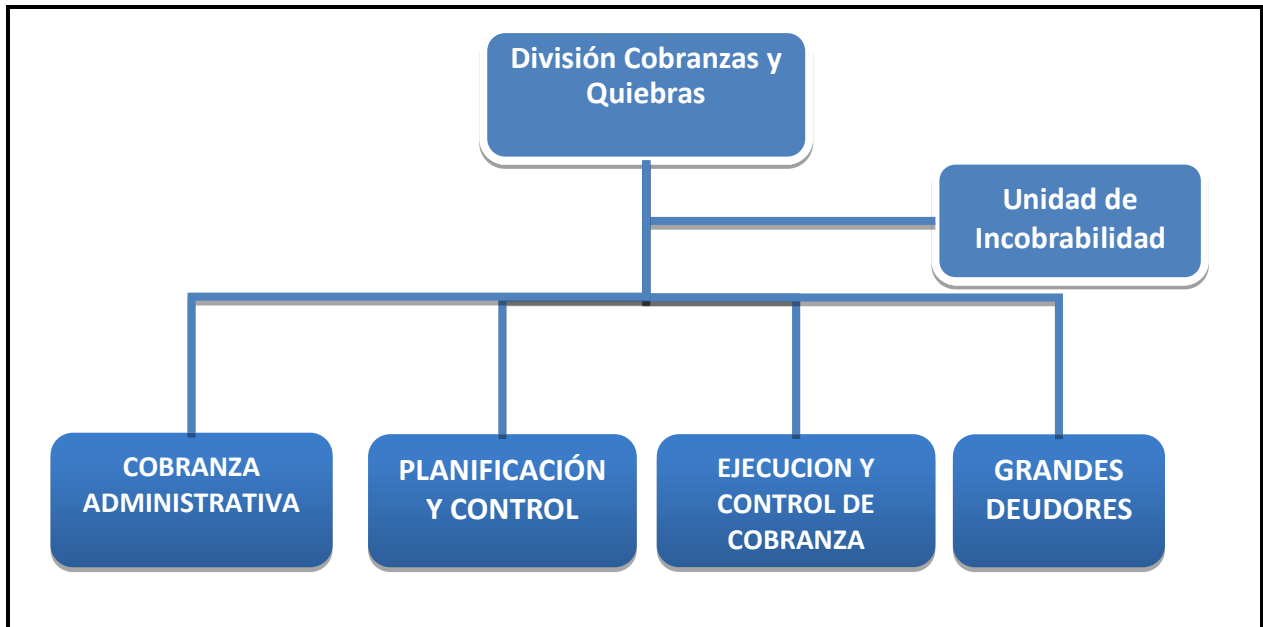 División Cobranzas y
Quiebras
Unidad de
Incobrabilidad
COBRANZA
ADMINISTRATIVA
PLANIFICACIÓN
Y CONTROL
EJECUCION Y
CONTROL DE
COBRANZA
GRANDES
DEUDORES